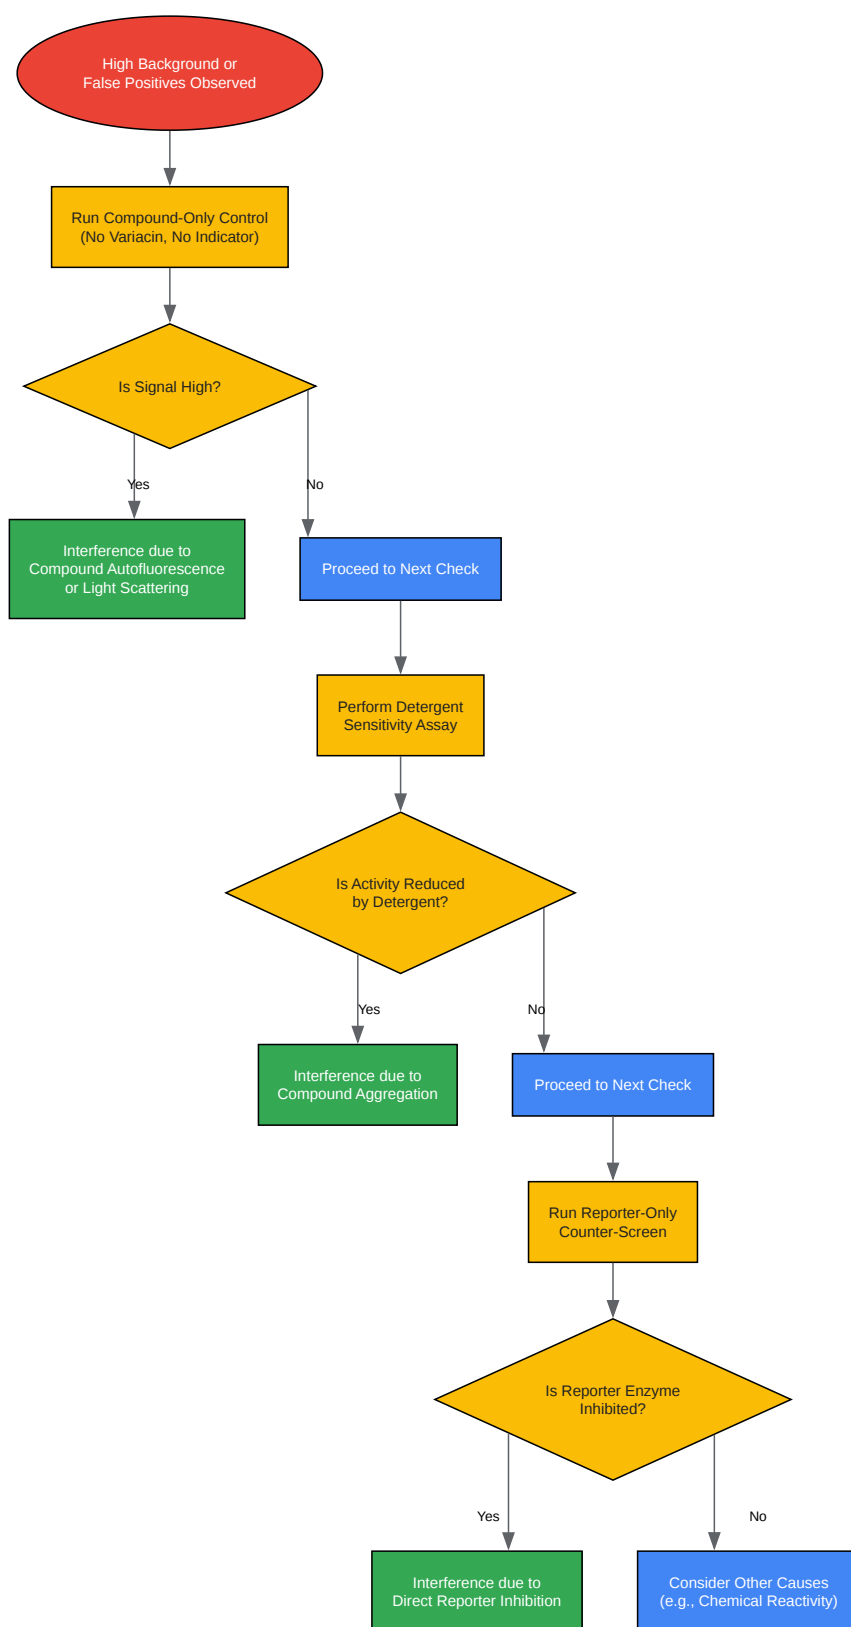 High Background or
False Positives Observed
Run Compound-Only Control
(No Variacin, No Indicator)
Is Signal High?
Yes
No
Interference due to
Compound Autofluorescence
or Light Scattering
Proceed to Next Check
Perform Detergent
Sensitivity Assay
Is Activity Reduced
by Detergent?
Yes
No
Interference due to
Compound Aggregation
Proceed to Next Check
Run Reporter-Only
Counter-Screen
Is Reporter Enzyme
Inhibited?
Yes
No
Interference due to
Direct Reporter Inhibition
Consider Other Causes
(e.g., Chemical Reactivity)